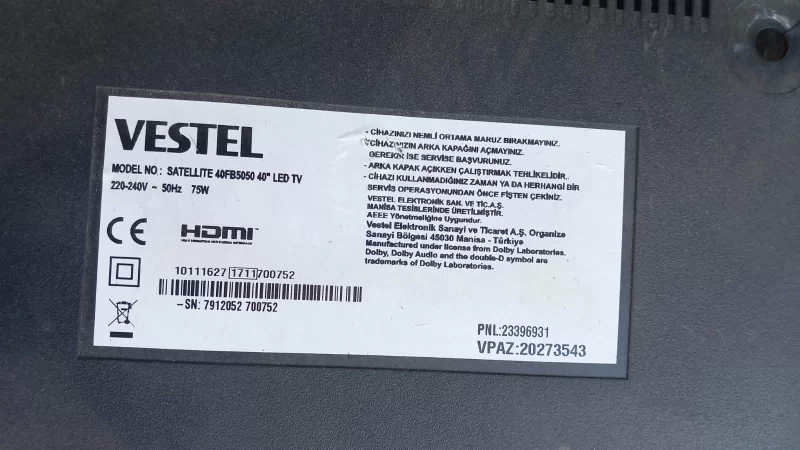 VESTEL
MODEL NO : SATELLITE 40FB5050 40" LED TV
220-240V ~ 50Hz 75W
CE HDMI
10111627 1711 700752
-SN: 7912052 700752
- CİHAZINIZI NEMLİ ORTAMA MARUZ BIRAKMAYINIZ.
- CİHAZINIZIN ARKA KAPAĞINI AÇMAYINIZ.
GEREKİR İSE SERVİSE BAŞVURUNUZ.
- ARKA KAPAK AÇIKKEN ÇALIŞTIRMAK TEHLİKELİDİR..
- CİHAZI KULLANMADIĞINIZ ZAMAN YA DA HERHANGİ BİR
SERVİS OPERASYONUNDAN ÖNCE FİŞTEN ÇEKİNİZ.
VESTEL ELEKTRONİK SAN. VE TİC.A.Ş.
MANİSA TESİSLERİNDE ÜRETİLMİŞTİR.
AEEE Yönetmeliğine Uygundur.
Vestel Elektronik Sanayi ve Ticaret A.Ş. Organize
Sanayi Bölgesi 45030 Manisa - Türkiye
Manufactured under license from Dolby Laboratories.
Dolby, Dolby Audio and the double-D symbol are
trademarks of Dolby Laboratories.
PNL:23396931
VPAZ:20273543